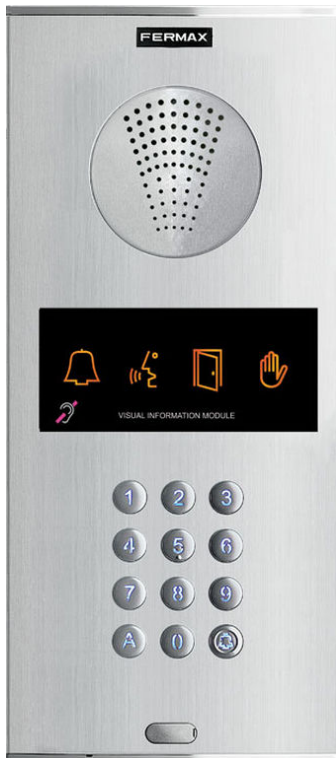 FERMAX
VISUAL INFORMATION MODULE
1 2 3
4 5 6
7 8 9
A 0